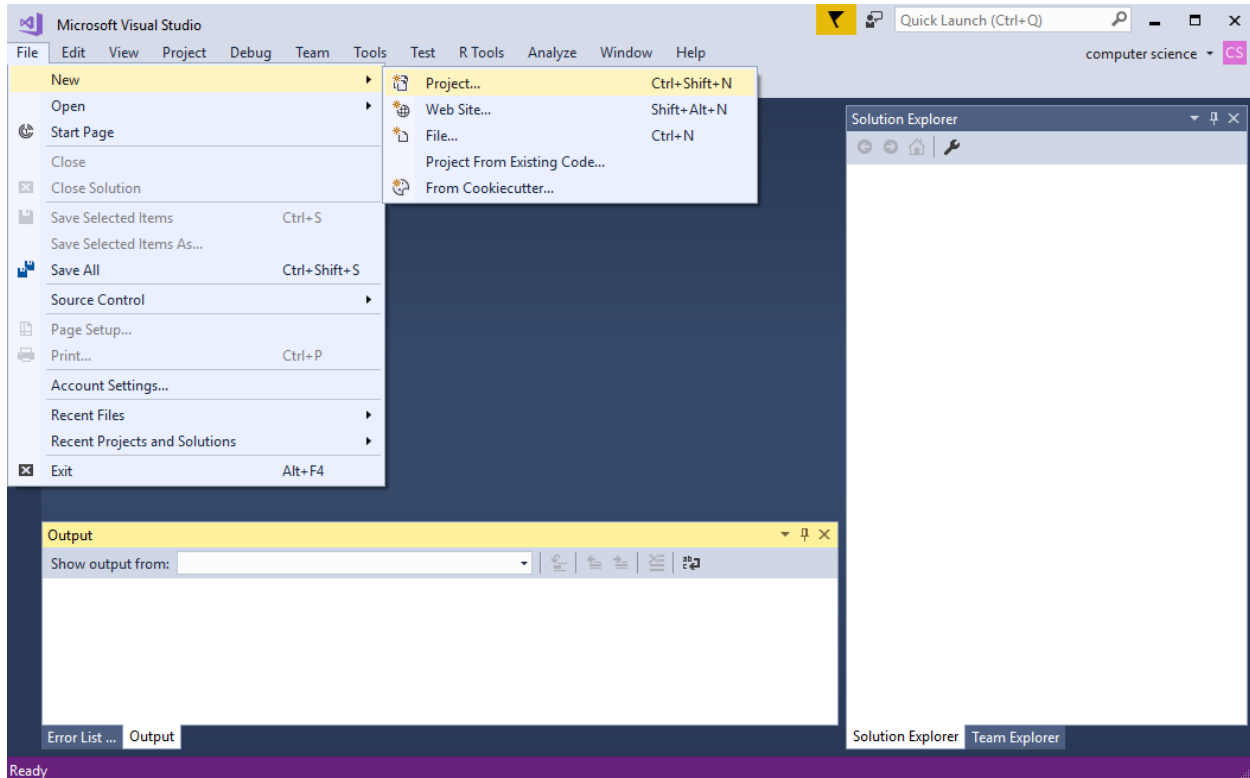 Microsoft Visual Studio
Quick Launch (Ctrl+Q)
File Edit View Project Debug Team Tools Test R Tools Analyze Window Help
computer science CS
New
Open
Start Page
Close
Close Solution
Save Selected Items Ctrl+S
Save Selected Items As...
Save All Ctrl+Shift+S
Source Control
Page Setup...
Print... Ctrl+P
Account Settings...
Recent Files
Recent Projects and Solutions
Exit Alt+F4
Project... Ctrl+Shift+N
Web Site... Shift+Alt+N
File... Ctrl+N
Project From Existing Code...
From Cookiecutter...
Solution Explorer
Output
Show output from:
Error List ... Output
Solution Explorer Team Explorer
Ready